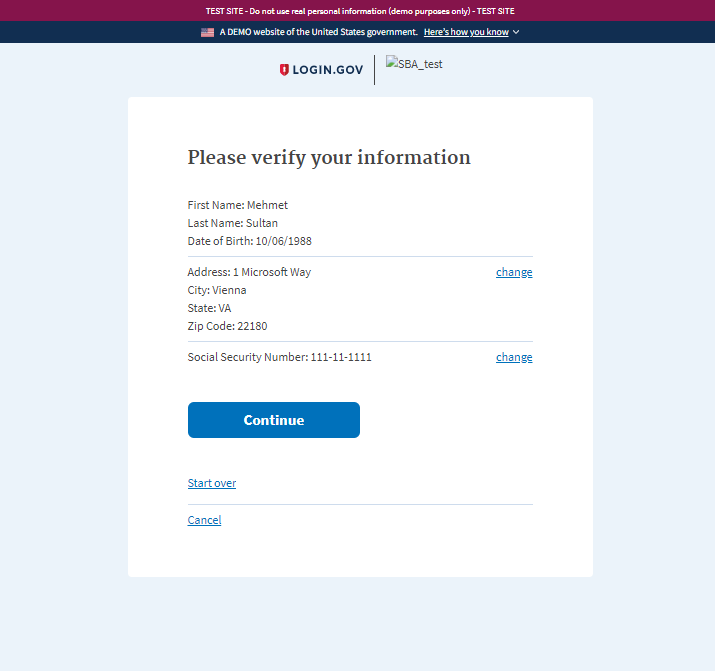 TEST SITE - Do not use real personal information (demo purposes only) - TEST SITE
A DEMO website of the United States government. Here's how you know
LOGIN.GOV SBA_test
Please verify your information
First Name: Mehmet
Last Name: Sultan
Date of Birth: 10/06/1988
Address: 1 Microsoft Way change
City: Vienna
State: VA
Zip Code: 22180
Social Security Number: 111-11-1111 change
Continue
Start over
Cancel